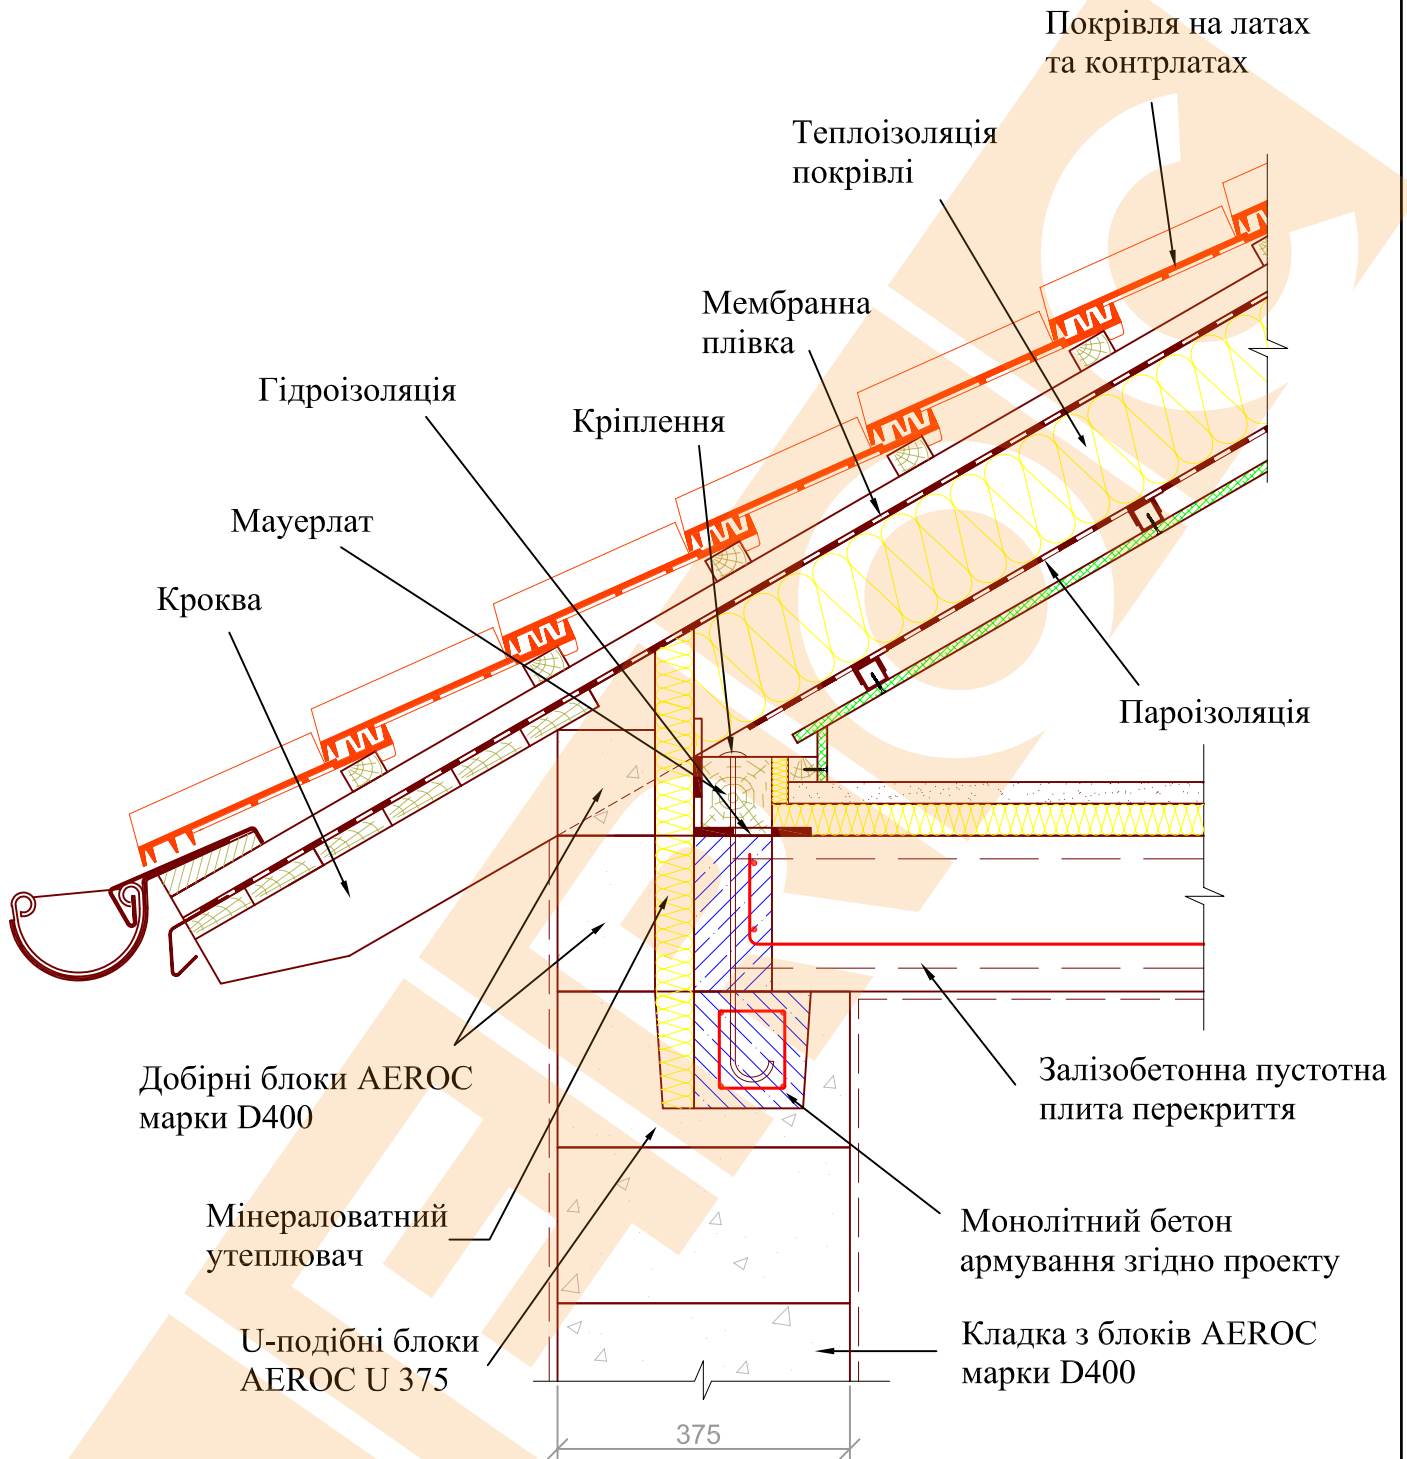 Покрівля на латах
та контрлатах
Теплоізоляція
покрівлі
Мембранна
плівка
Гідроізоляція
Кріплення
Мауерлат
Кроква
Пароізоляція
Добірні блоки AEROC
марки D400
Залізобетонна пустотна
плита перекриття
Мінераловатний
утеплювач
Монолітний бетон
армування згідно проекту
U-подібні блоки
AEROC U 375
Кладка з блоків AEROC
марки D400
375
AEROC